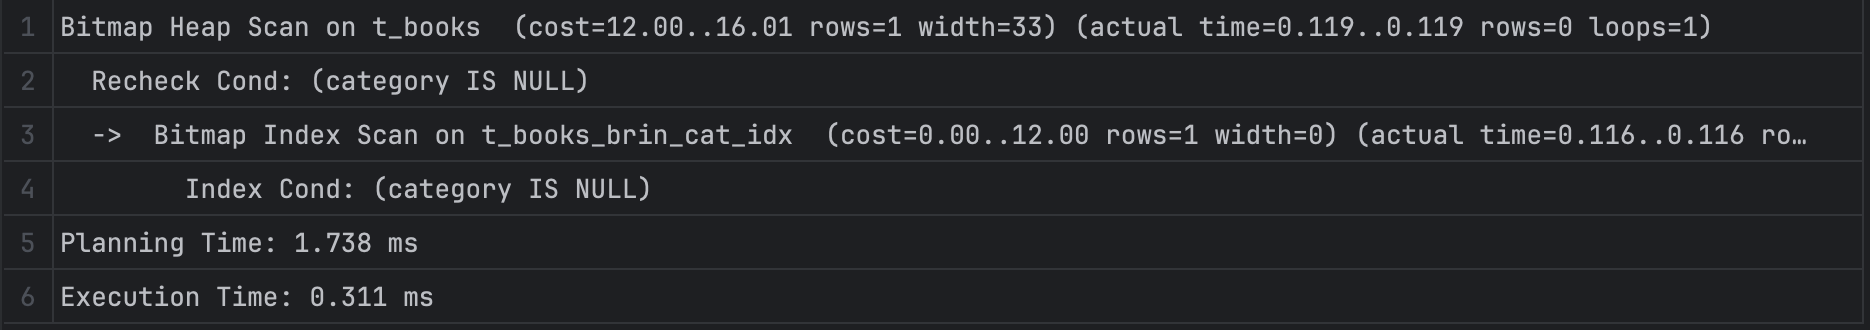 1 Bitmap Heap Scan on t_books  (cost=12.00..16.01 rows=1 width=33) (actual time=0.119..0.119 rows=0 loops=1)
2   Recheck Cond: (category IS NULL)
3   ->  Bitmap Index Scan on t_books_brin_cat_idx  (cost=0.00..12.00 rows=1 width=0) (actual time=0.116..0.116 ro…
4         Index Cond: (category IS NULL)
5 Planning Time: 1.738 ms
6 Execution Time: 0.311 ms